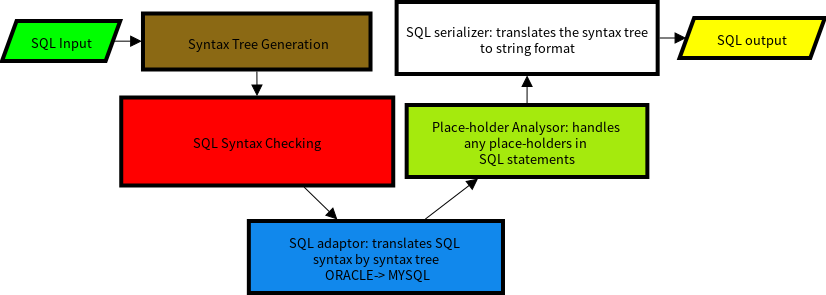 SQL Input
Syntax Tree Generation
SQL Syntax Checking
SQL adaptor: translates SQL
syntax by syntax tree
ORACLE-> MYSQL
Place-holder Analysor: handles
any place-holders in
SQL statements
SQL serializer: translates the syntax tree
to string format
SQL output